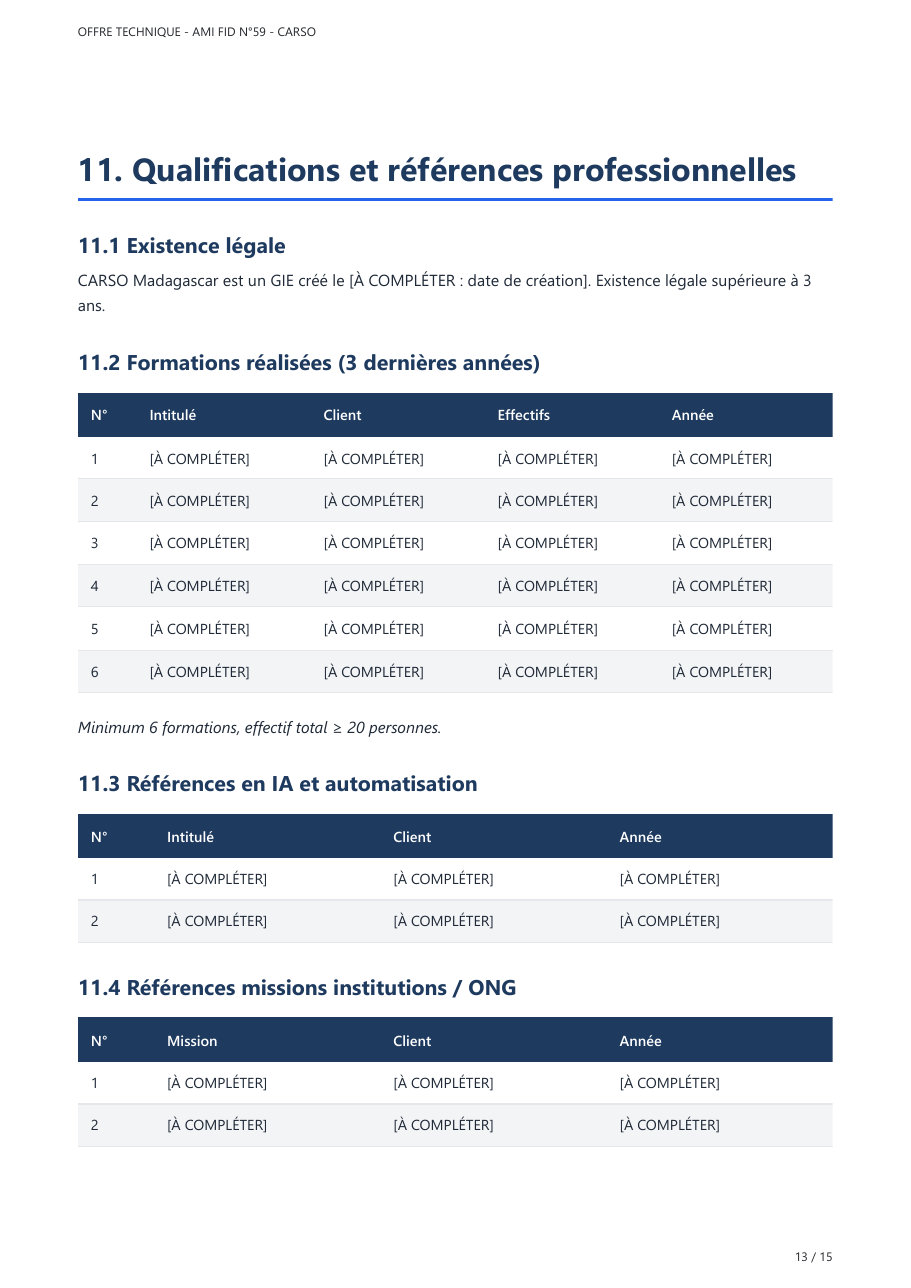 OFFRE TECHNIQUE - AMI FID N°59 - CARSO
11. Qualifications et références professionnelles
11.1 Existence légale
CARSO Madagascar est un GIE créé le [À COMPLÉTER : date de création]. Existence légale supérieure à 3
ans.
11.2 Formations réalisées (3 dernières années)
N° Intitulé Client Effectifs Année
1 [À COMPLÉTER] [À COMPLÉTER] [À COMPLÉTER] [À COMPLÉTER]
2 [À COMPLÉTER] [À COMPLÉTER] [À COMPLÉTER] [À COMPLÉTER]
3 [À COMPLÉTER] [À COMPLÉTER] [À COMPLÉTER] [À COMPLÉTER]
4 [À COMPLÉTER] [À COMPLÉTER] [À COMPLÉTER] [À COMPLÉTER]
5 [À COMPLÉTER] [À COMPLÉTER] [À COMPLÉTER] [À COMPLÉTER]
6 [À COMPLÉTER] [À COMPLÉTER] [À COMPLÉTER] [À COMPLÉTER]
Minimum 6 formations, effectif total ≥ 20 personnes.
11.3 Références en IA et automatisation
N° Intitulé Client Année
1 [À COMPLÉTER] [À COMPLÉTER] [À COMPLÉTER]
2 [À COMPLÉTER] [À COMPLÉTER] [À COMPLÉTER]
11.4 Références missions institutions / ONG
N° Mission Client Année
1 [À COMPLÉTER] [À COMPLÉTER] [À COMPLÉTER]
2 [À COMPLÉTER] [À COMPLÉTER] [À COMPLÉTER]
13 / 15